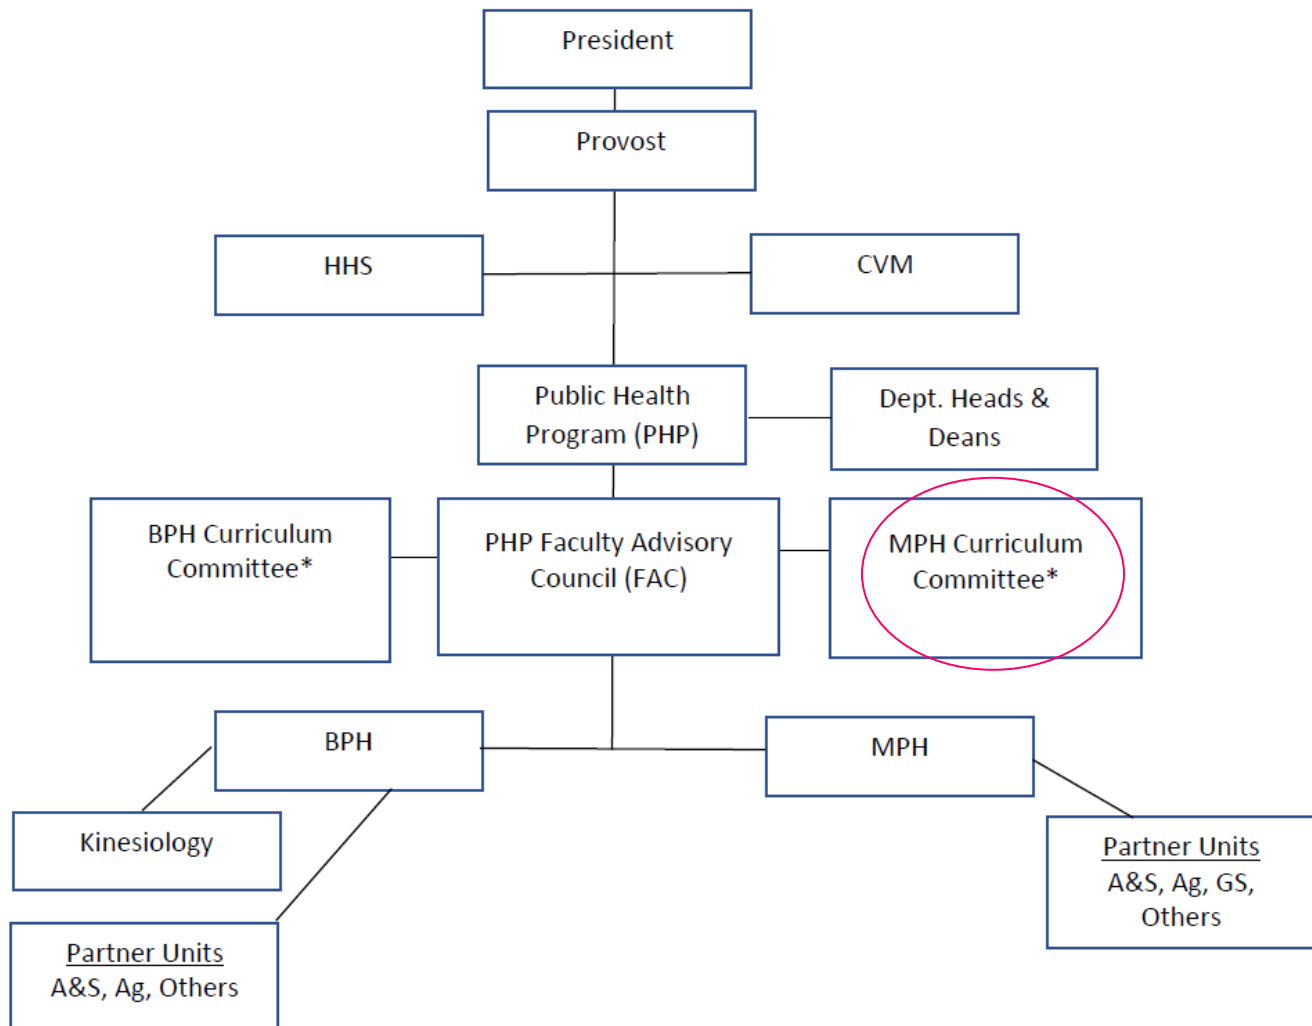 President
Provost
HHS
CVM
Public Health
Program (PHP)
Dept. Heads &
Deans
BPH Curriculum
Committee*
PHP Faculty Advisory
Council (FAC)
MPH Curriculum
Committee*
BPH
MPH
Kinesiology
Partner Units
A&S, Ag, Others
Partner Units
A&S, Ag, GS,
Others